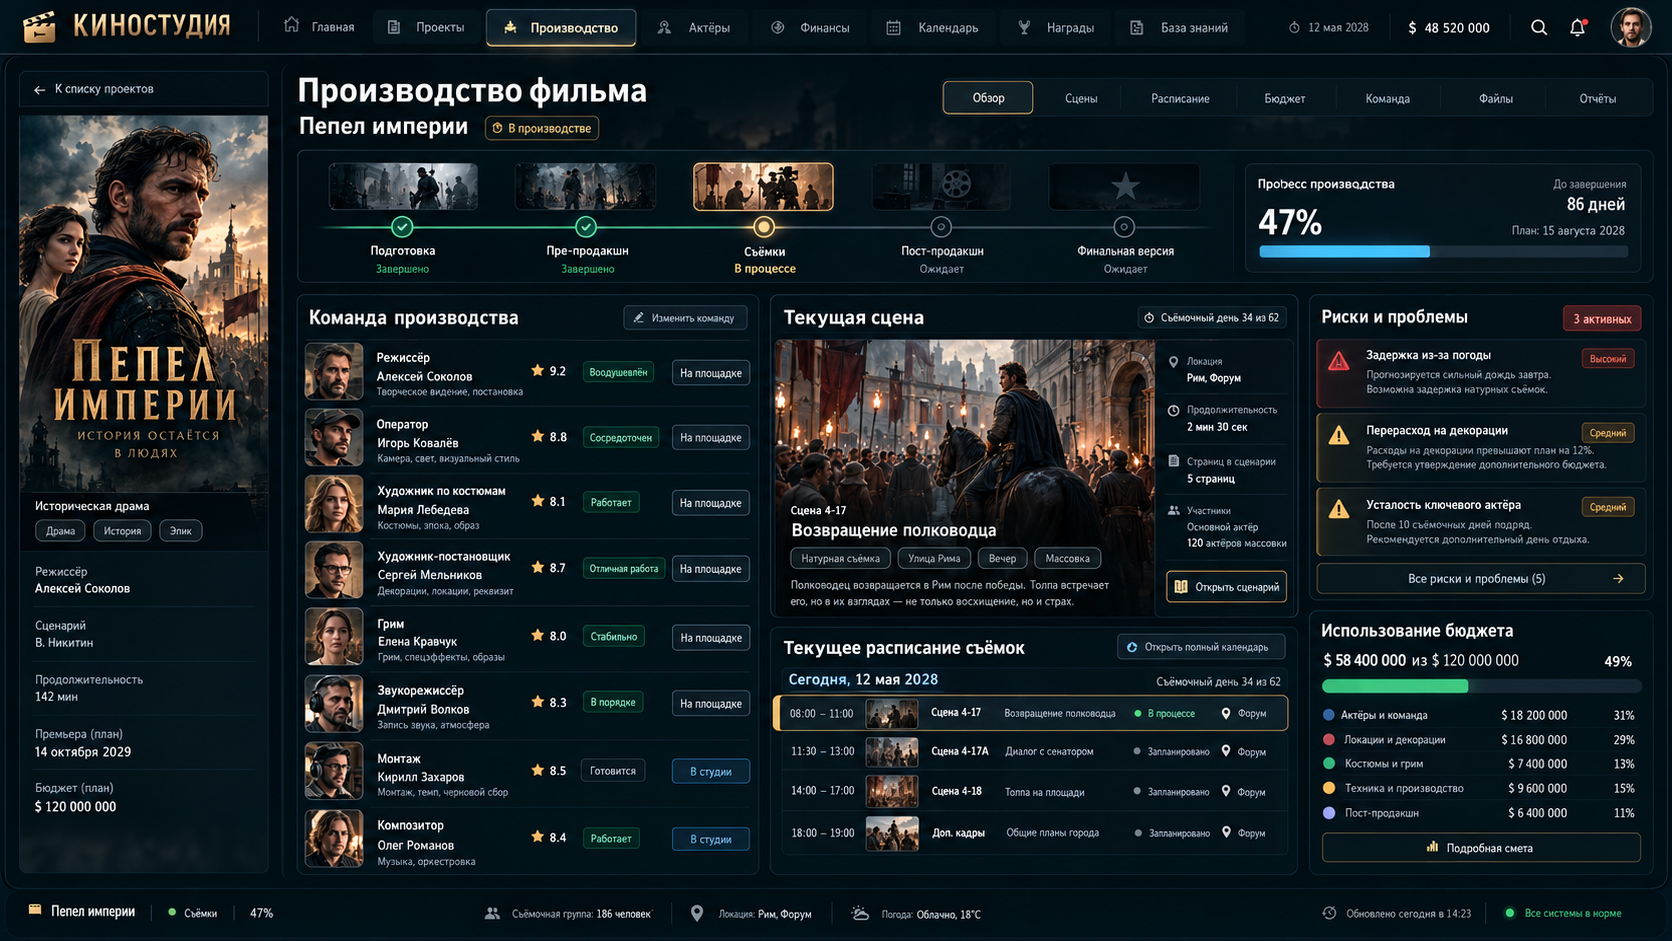 КИНОСТУДИЯ
Главная
Проекты
Производство
Актёры
Финансы
Календарь
Награды
База знаний
12 мая 2028
$ 48 520 000
К списку проектов
ПЕПЕЛ
ИМПЕРИИ
ИСТОРИЯ ОСТАЁТСЯ
В ЛЮДЯХ
Историческая драма
Драма
История
Эпик
Режиссёр
Алексей Соколов
Сценарий
В. Никитин
Продолжительность
142 мин
Премьера (план)
14 октября 2029
Бюджет (план)
$ 120 000 000
Производство фильма
Пепел империи
В производстве
Обзор
Сцены
Расписание
Бюджет
Команда
Файлы
Отчёты
Подготовка
Завершено
Пре-продакшн
Завершено
Съёмки
В процессе
Пост-продакшн
Ожидает
Финальная версия
Ожидает
производства
47%
До завершения
86 дней
План: 15 августа 2028
Команда производства
Изменить команду
Режиссёр
Алексей Соколов
Творческое видение, постановка
9.2
Воодушевлён
На площадке
Оператор
Игорь Ковалёв
Камера, свет, визуальный стиль
8.8
Сосредоточен
На площадке
Художник по костюмам
Мария Лебедева
Костюмы, эпоха, образ
8.1
Работает
На площадке
Художник-постановщик
Сергей Мельников
Декорации, локации, реквизит
8.7
Отличная работа
На площадке
Грим
Елена Кравчук
Грим, спецэффекты, образы
8.0
Стабильно
На площадке
Звукорежиссёр
Дмитрий Волков
Запись звука, атмосфера
8.3
В порядке
На площадке
Монтаж
Кирилл Захаров
Монтаж, темп, черновой сбор
8.5
Готовится
В студии
Композитор
Олег Романов
Музыка, оркестровка
8.4
Работает
В студии
Текущая сцена
Съёмочный день 34 из 62
Сцена 4-17
Возвращение полководца
Натурная съёмка
Улица Рима
Вечер
Массовка
Полководец возвращается в Рим после победы. Толпа встречает
его, но в их взглядах — не только восхищение, но и страх.
Локация
Рим, Форум
Продолжительность
2 мин 30 сек
Страниц в сценарии
5 страниц
Участники
Основной актёр
120 актёров массовки
Открыть сценарий
Текущее расписание съёмок
Открыть полный календарь
Сегодня, 12 мая 2028
Съёмочный день 34 из 62
08:00 – 11:00
Сцена 4-17
Возвращение полководца
В процессе
Форум
11:30 – 13:00
Сцена 4-17A
Диалог с сенатором
Запланировано
Форум
14:00 – 17:00
Сцена 4-18
Толпа на площади
Запланировано
Форум
18:00 – 19:00
Доп. кадры
Общие планы города
Запланировано
Форум
Риски и проблемы
3 активных
Задержка из-за погоды
Высокий
Прогнозируется сильный дождь завтра.
Возможна задержка натурных съёмок.
Перерасход на декорации
Средний
Расходы на декорации превышают план на 12%.
Требуется утверждение дополнительного бюджета.
Усталость ключевого актёра
Средний
После 10 съёмочных дней подряд.
Рекомендуется дополнительный день отдыха.
Все риски и проблемы (5)
Использование бюджета
$ 58 400 000 из $ 120 000 000
49%
Актёры и команда
$ 18 200 000
31%
Локации и декорации
$ 16 800 000
29%
Костюмы и грим
$ 7 400 000
13%
Техника и производство
$ 9 600 000
15%
Пост-продакшн
$ 6 400 000
11%
Подробная смета
Пепел империи
Съёмки
47%
Съёмочная группа: 186 человек
Локация: Рим, Форум
Погода: Облачно, 18°C
Обновлено сегодня в 14:23
Все системы в норме